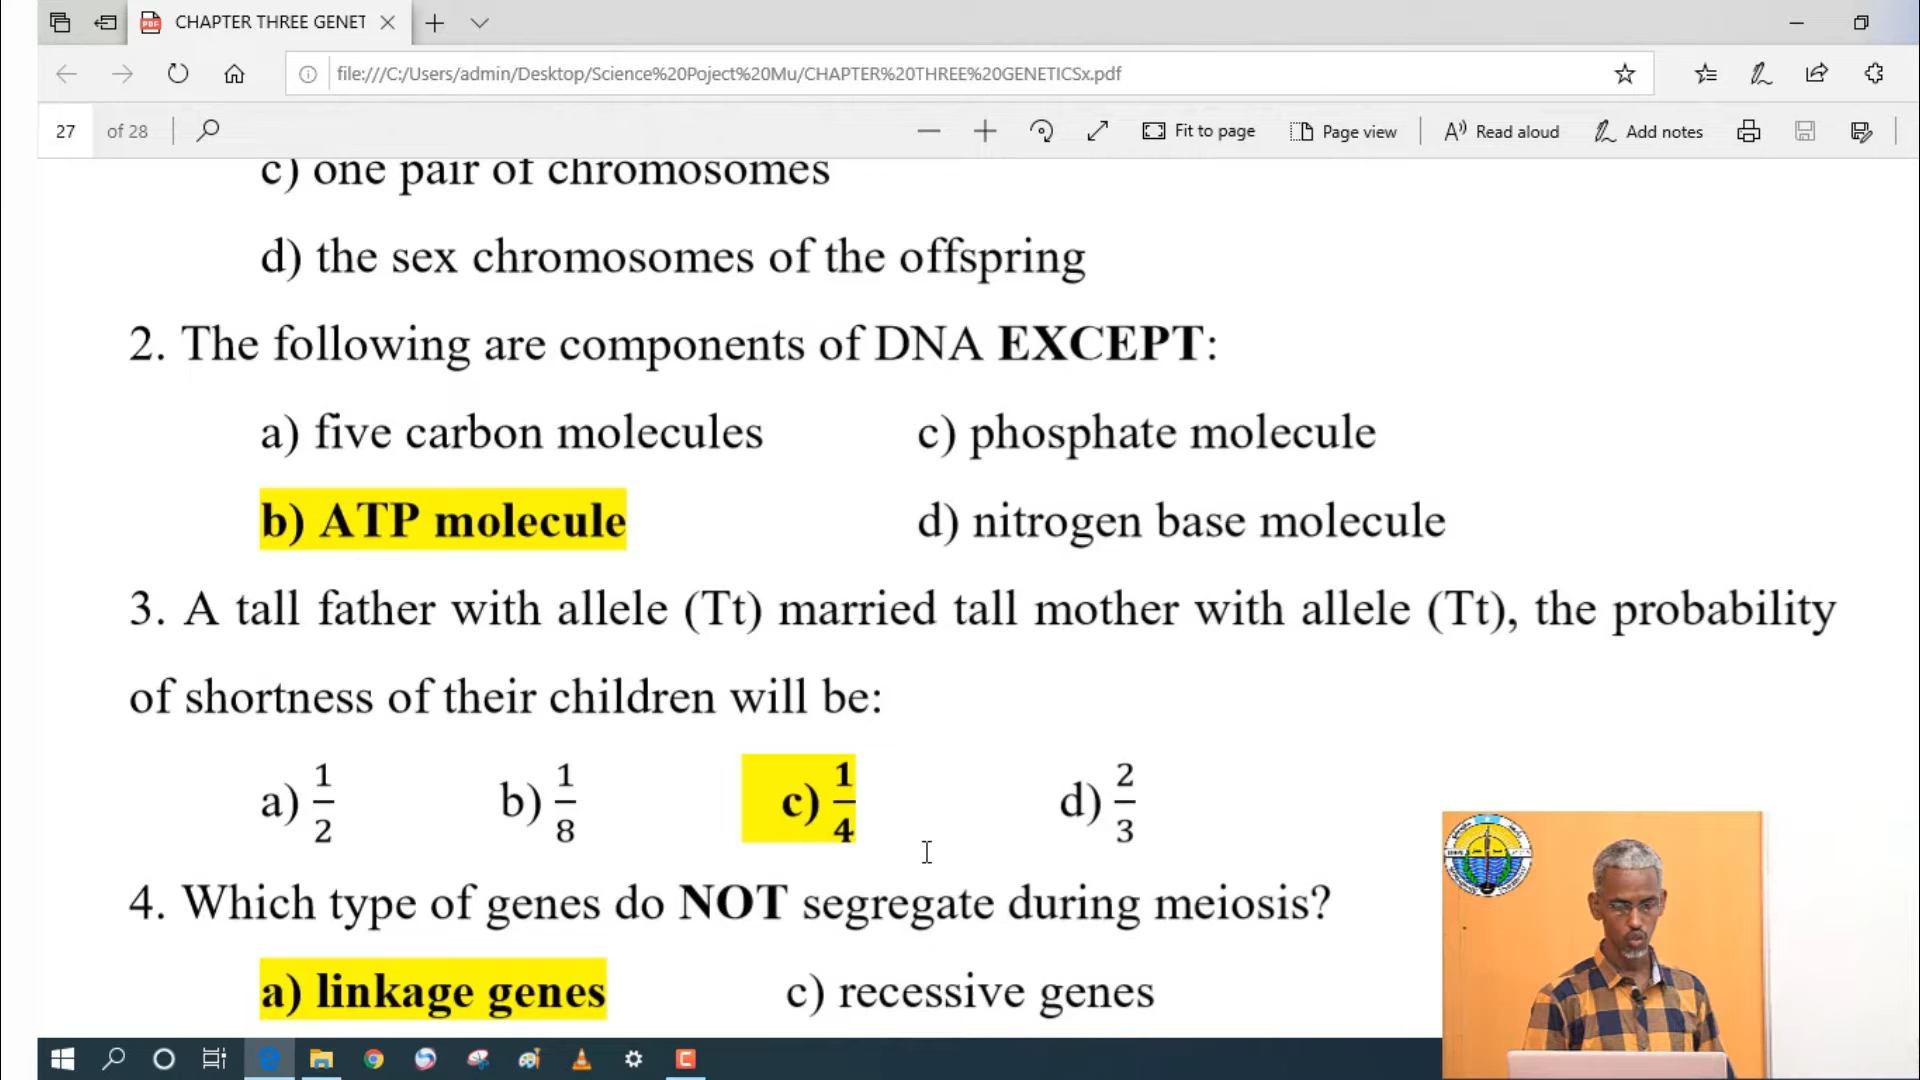 CHAPTER THREE GENET
file:///C:/Users/admin/Desktop/Science%20Poject%20Mu/CHAPTER%20THREE%20GENETICSx.pdf
27 of 28 Fit to page Page view Read aloud Add notes
c) one pair of chromosomes
d) the sex chromosomes of the offspring
2. The following are components of DNA EXCEPT:
a) five carbon molecules c) phosphate molecule
b) ATP molecule d) nitrogen base molecule
3. A tall father with allele (Tt) married tall mother with allele (Tt), the probability
of shortness of their children will be:
a) 1/2 b) 1/8 c) 1/4 d) 2/3
4. Which type of genes do NOT segregate during meiosis?
a) linkage genes c) recessive genes